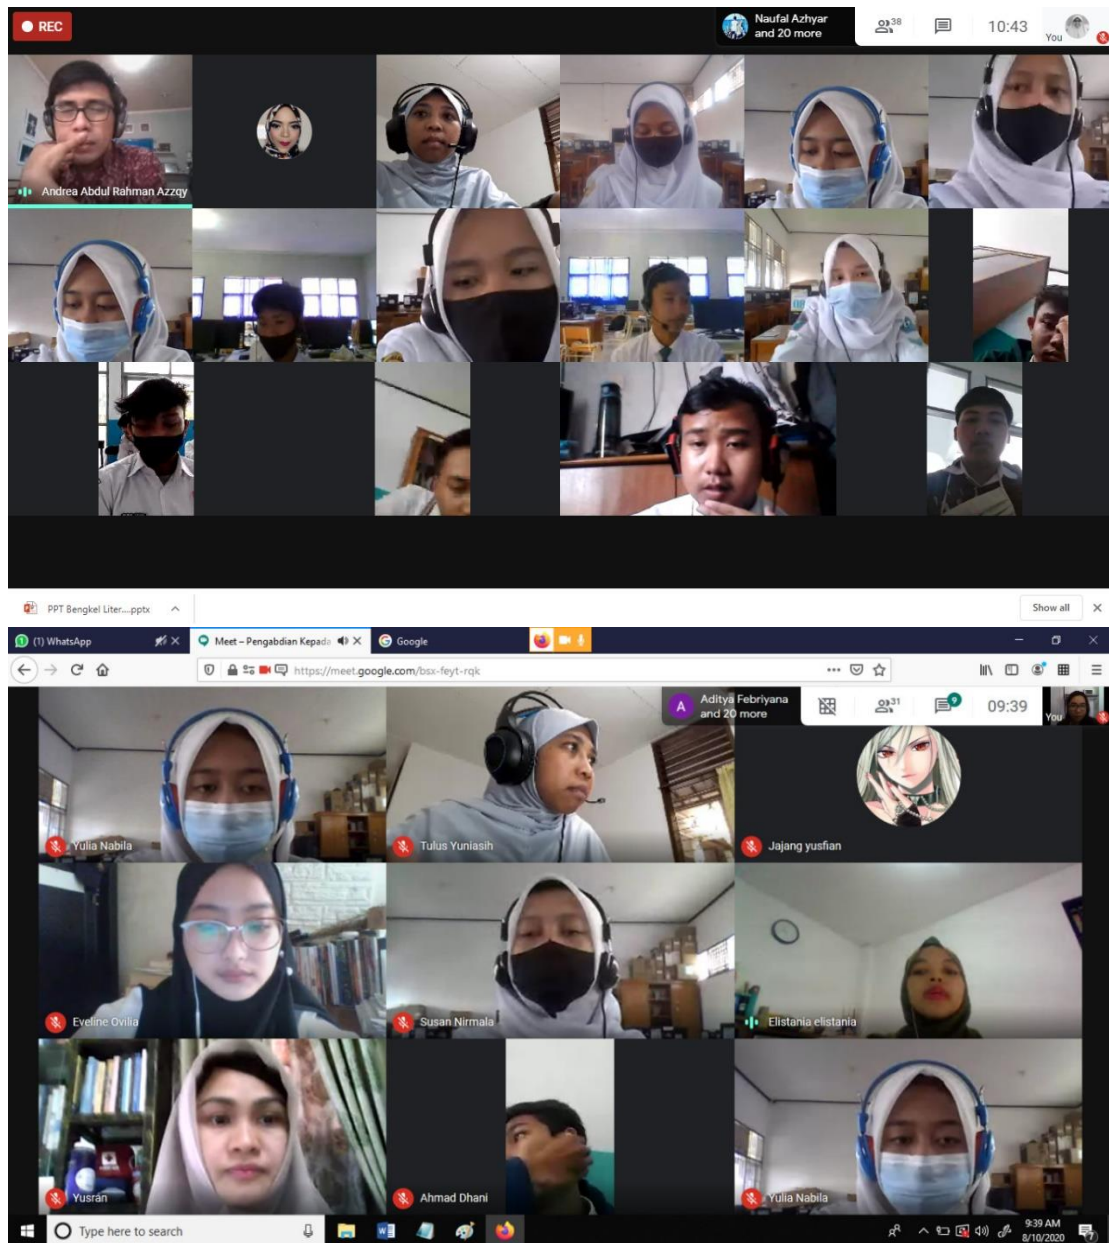 REC
Naufal Azhyar
and 20 more
38
10:43
You
Andrea Abdul Rahman Azzqy
PPT Bengkel Liter....pptx
Show all
(1) WhatsApp
Meet – Pengabdian Kepada
Google
https://meet.google.com/bsx-feyt-rqk
A
Aditya Febriyana
and 20 more
31
9
09:39
You
Yulia Nabila
Tulus Yuniasih
Jajang yusfian
Eveline Ovilia
Susan Nirmala
Elistania elistania
Yusran
Ahmad Dhani
Yulia Nabila
Type here to search
9:39 AM
8/10/2020
7